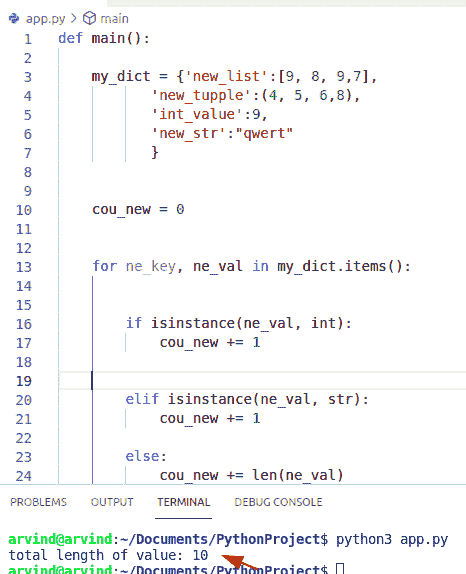 app.py > main
1 def main():
2
3 my_dict = {'new_list':[9, 8, 9,7],
4 'new_tupple':(4, 5, 6,8),
5 'int_value':9,
6 'new_str':"qwert"
7 }
8
9
10 cou_new = 0
11
12
13 for ne_key, ne_val in my_dict.items():
14
15
16 if isinstance(ne_val, int):
17 cou_new += 1
18
19
20 elif isinstance(ne_val, str):
21 cou_new += 1
22
23 else:
24 cou_new += len(ne_val)
PROBLEMS OUTPUT TERMINAL DEBUG CONSOLE
arvind@arvind:~/Documents/PythonProject$ python3 app.py
total length of value: 10
arvind@arvind:~/Documents/PythonProject$